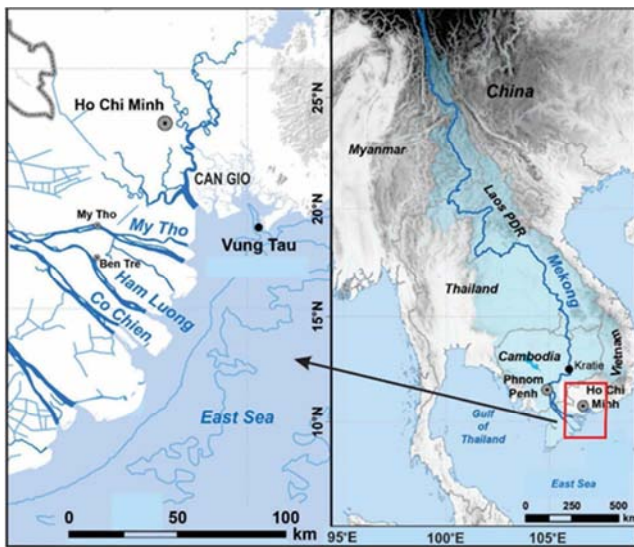 Ho Chi Minh
CAN GIO
My Tho
My Tho
Vung Tau
Ben Tre
Ham Luong
Co Chien
East Sea
0 50 100
km
25°N
20°N
15°N
10°N
China
Myanmar
Laos PDR
Mekong
Thailand
Vietnam
Cambodia
Kratie
Phnom
Penh
Ho Chi
Minh
Gulf
of
Thailand
East Sea
0 250 500
km
95°E 100°E 105°E